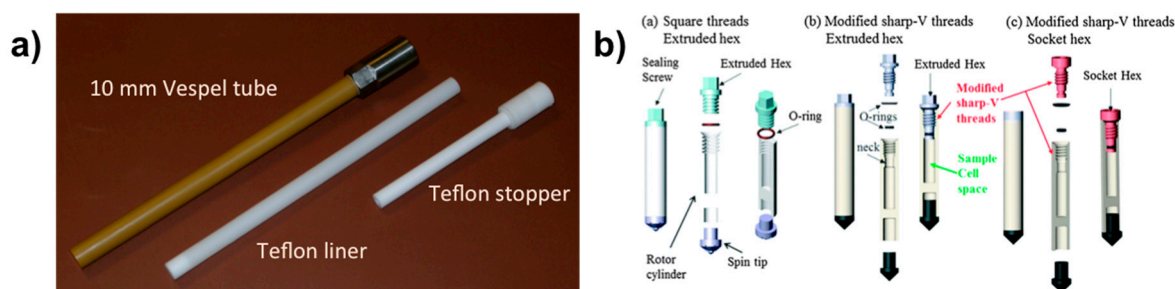 a)
10 mm Vespel tube
Teflon stopper
Teflon liner
b)
(a) Square threads
Extruded hex
Sealing
Screw
Extruded Hex
O-ring
Rotor
cylinder
Spin tip
(b) Modified sharp-V threads
Extruded hex
Extruded Hex
O-rings
neck
Modified
sharp-V
threads
Sample
Cell
space
(c) Modified sharp-V threads
Socket hex
Socket Hex